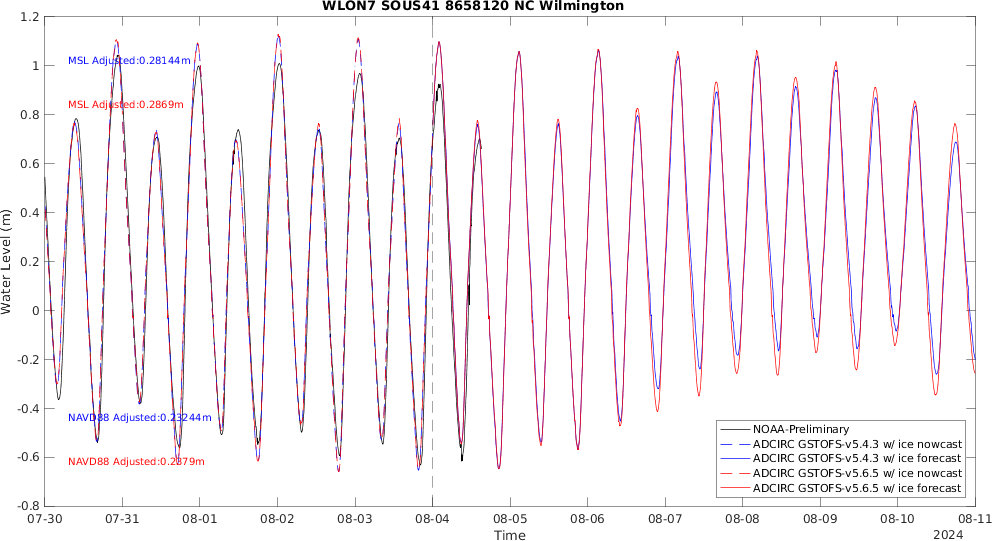 WLON7 SOUS41 8658120 NC Wilmington
1.2
1
0.8
0.6
0.4
0.2
0
-0.2
-0.4
-0.6
-0.8
Water Level (m)
MSL Adjusted:0.28144m
MSL Adjusted:0.2869m
NAVD88 Adjusted:0.23244m
NAVD88 Adjusted:0.2379m
NOAA-Preliminary
ADCIRC GSTOFS-v5.4.3 w/ ice nowcast
ADCIRC GSTOFS-v5.4.3 w/ ice forecast
ADCIRC GSTOFS-v5.6.5 w/ ice nowcast
ADCIRC GSTOFS-v5.6.5 w/ ice forecast
07-30 07-31 08-01 08-02 08-03 08-04 08-05 08-06 08-07 08-08 08-09 08-10 08-11
Time
2024